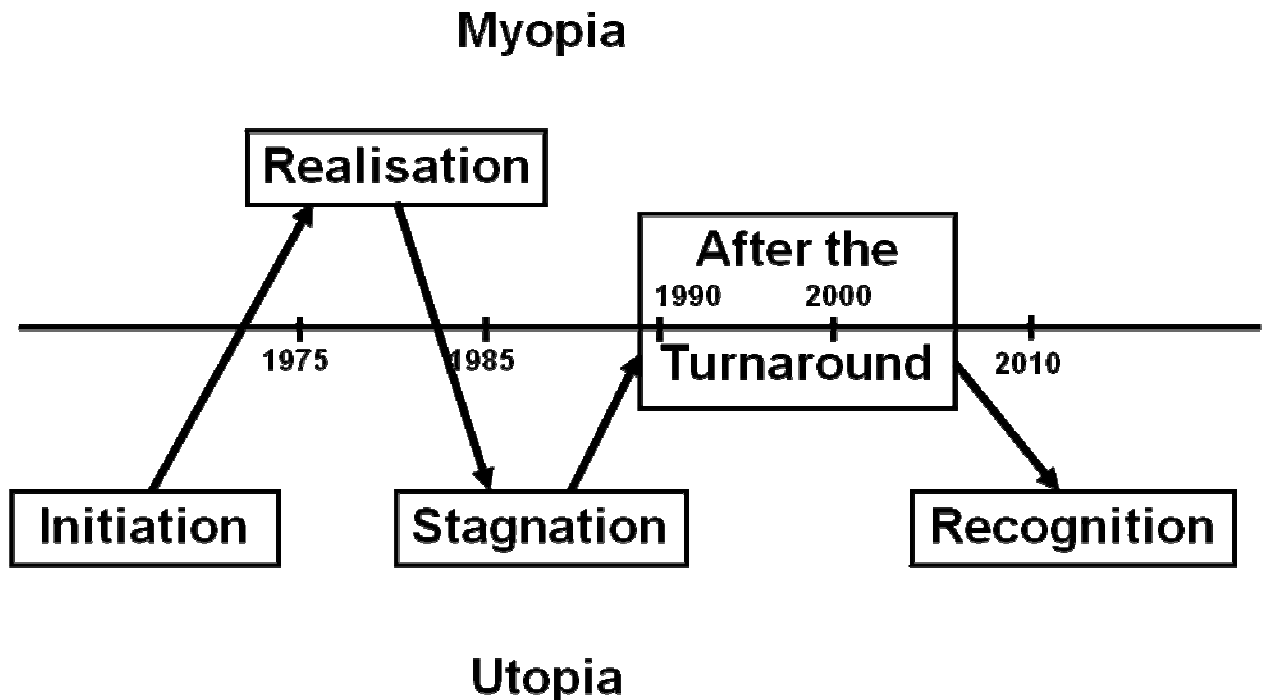 Myopia
Realisation
After the
1990 2000
1975 1985 Turnaround 2010
Initiation Stagnation Recognition
Utopia